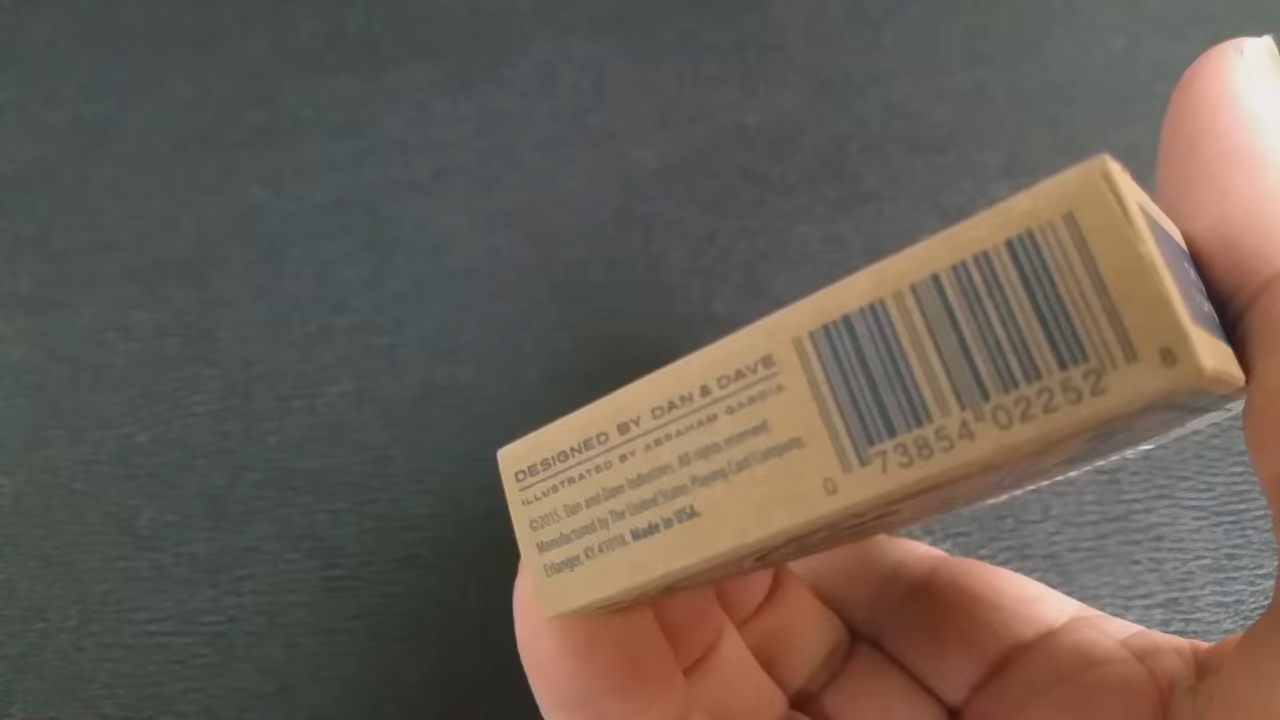 DESIGNED BY DAN & DAVE
ILLUSTRATED BY ABRAHAM GARCIA
©2015. Dan and Dave Industries. All rights reserved.
Manufactured by The United States Playing Card Company,
Erlanger, KY 41018. Made in USA.
0 73854 02252 8